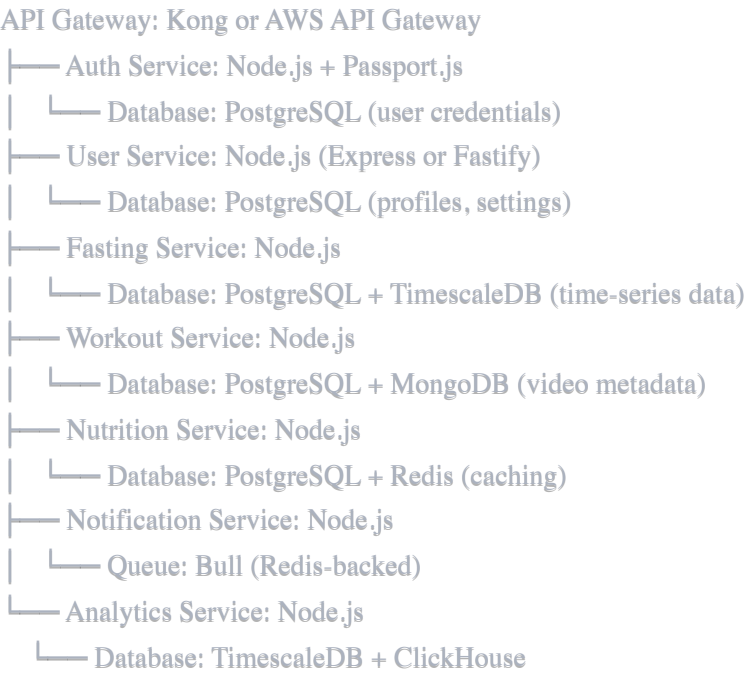 API Gateway: Kong or AWS API Gateway
├── Auth Service: Node.js + Passport.js
│ └── Database: PostgreSQL (user credentials)
├── User Service: Node.js (Express or Fastify)
│ └── Database: PostgreSQL (profiles, settings)
├── Fasting Service: Node.js
│ └── Database: PostgreSQL + TimescaleDB (time-series data)
├── Workout Service: Node.js
│ └── Database: PostgreSQL + MongoDB (video metadata)
├── Nutrition Service: Node.js
│ └── Database: PostgreSQL + Redis (caching)
├── Notification Service: Node.js
│ └── Queue: Bull (Redis-backed)
└── Analytics Service: Node.js
└── Database: TimescaleDB + ClickHouse